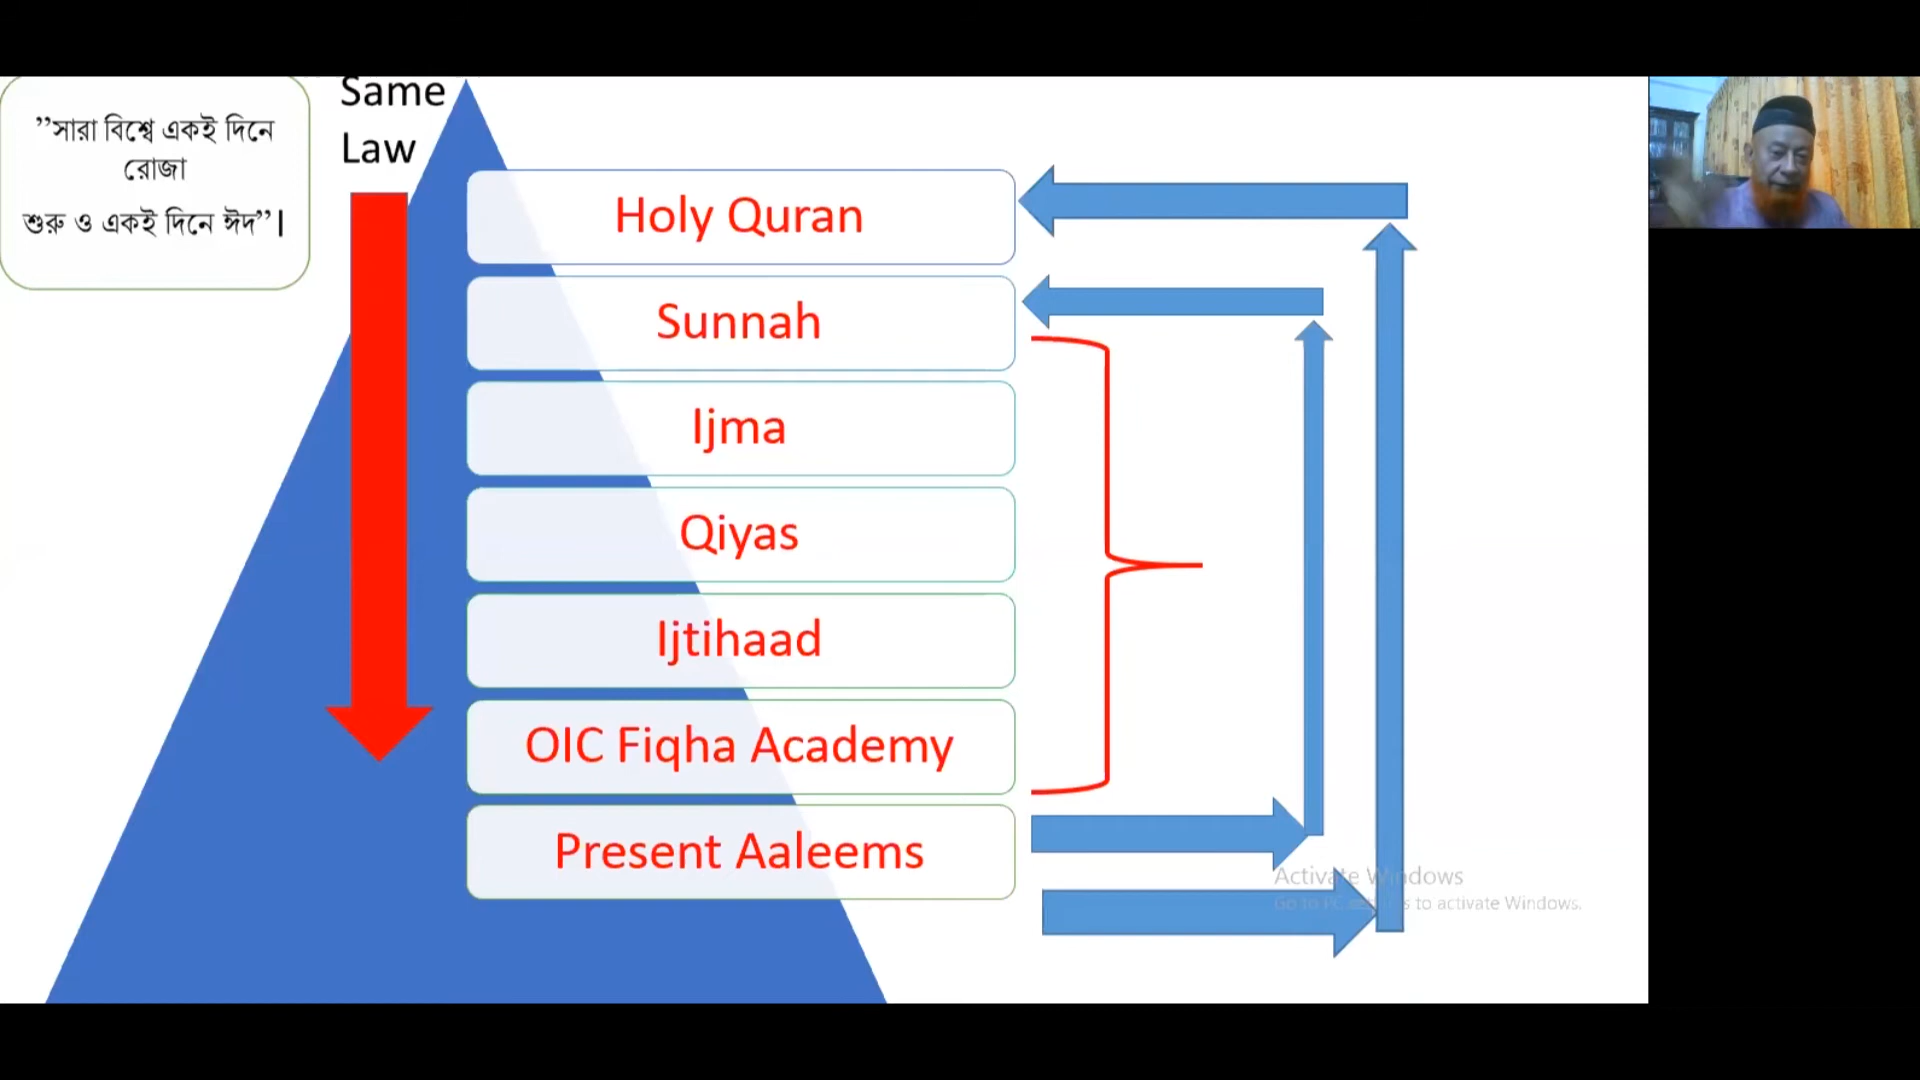 ”সারা বিশ্বে একই দিনে
রোজা
শুরু ও একই দিনে ঈদ”।
Same
Law
Holy Quran
Sunnah
Ijma
Qiyas
Ijtihaad
OIC Fiqha Academy
Present Aaleems
Activate Windows
Go to PC settings to activate Windows.